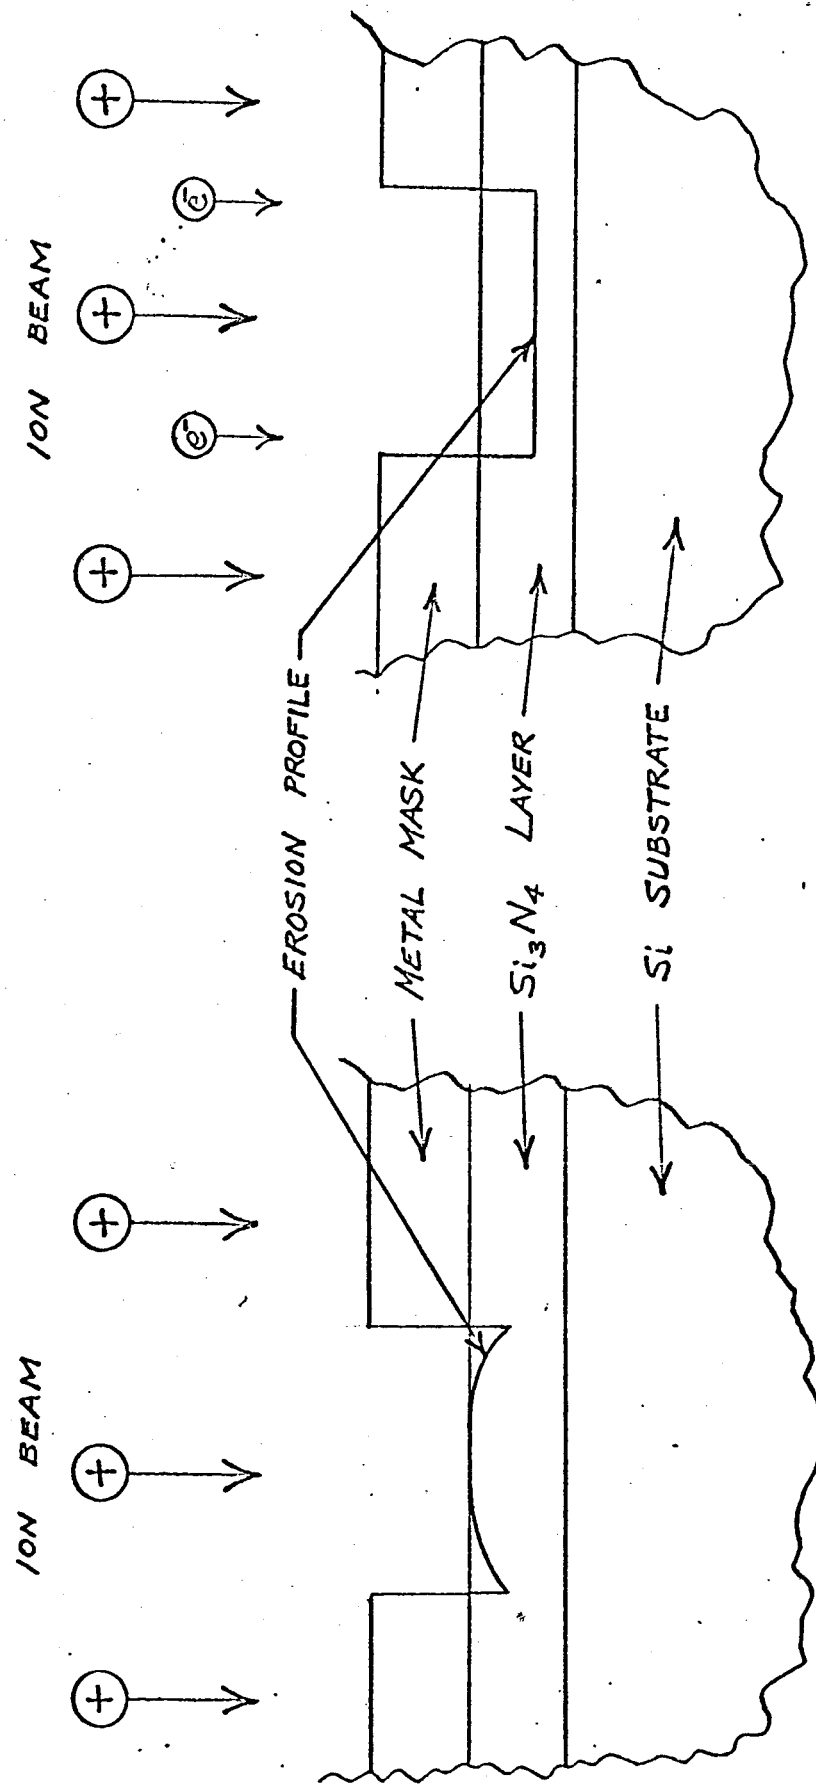 ION BEAM
ION BEAM
+
+
+
+
e⁻
+
e⁻
+
EROSION PROFILE
METAL MASK
Si₃N₄ LAYER
Si SUBSTRATE